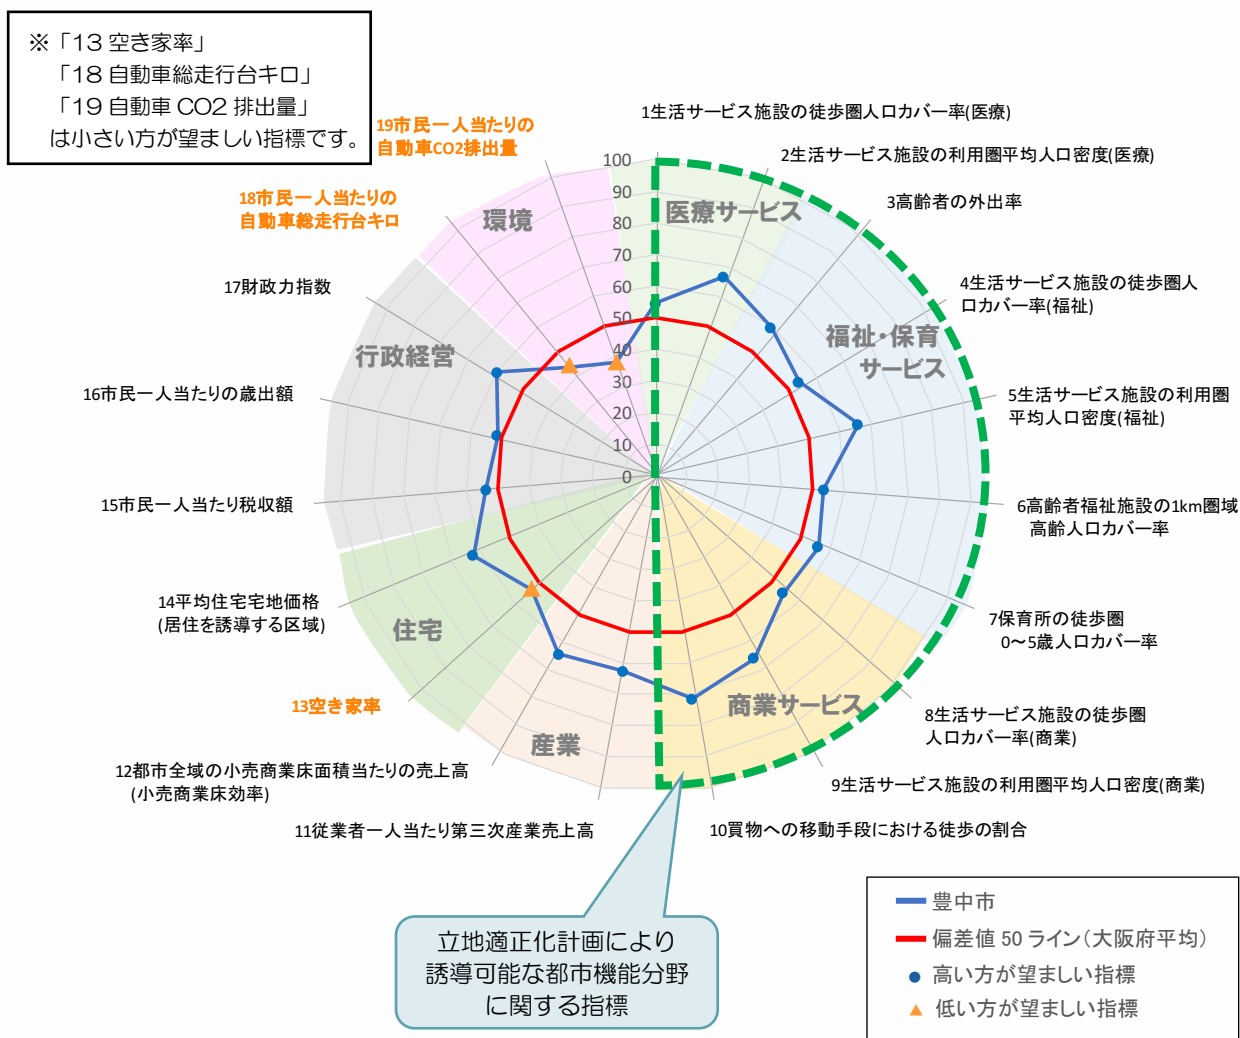 ※「13 空き家率」
「18 自動車総走行台キロ」
「19 自動車 CO2 排出量」
は小さい方が望ましい指標です。
19市民一人当たりの
自動車CO2排出量
18市民一人当たりの
自動車総走行台キロ
17財政力指数
16市民一人当たりの歳出額
15市民一人当たり税収額
14平均住宅宅地価格
(居住を誘導する区域)
13空き家率
12都市全域の小売商業床面積当たりの売上高
(小売商業床効率)
11従業者一人当たり第三次産業売上高
1生活サービス施設の徒歩圏人口カバー率(医療)
2生活サービス施設の利用圏平均人口密度(医療)
3高齢者の外出率
4生活サービス施設の徒歩圏人
口カバー率(福祉)
5生活サービス施設の利用圏
平均人口密度(福祉)
6高齢者福祉施設の1km圏域
高齢人口カバー率
7保育所の徒歩圏
0～5歳人口カバー率
8生活サービス施設の徒歩圏
人口カバー率(商業)
9生活サービス施設の利用圏平均人口密度(商業)
10買物への移動手段における徒歩の割合
100
90
80
70
60
50
40
30
20
10
0
環境
医療サービス
福祉・保育
サービス
行政経営
住宅
産業
商業サービス
立地適正化計画により
誘導可能な都市機能分野
に関する指標
豊中市
偏差値 50 ライン（大阪府平均）
高い方が望ましい指標
低い方が望ましい指標